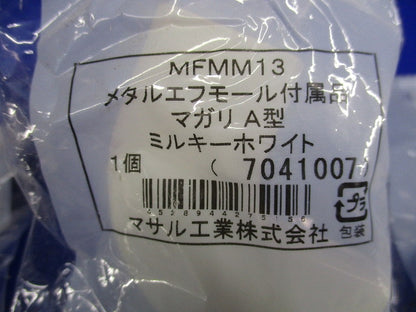 MFMM13
メタルエフモール付属品
マガリ A型
ミルキーホワイト
1個 ( 7041007)
マサル工業株式会社
プラ
包装